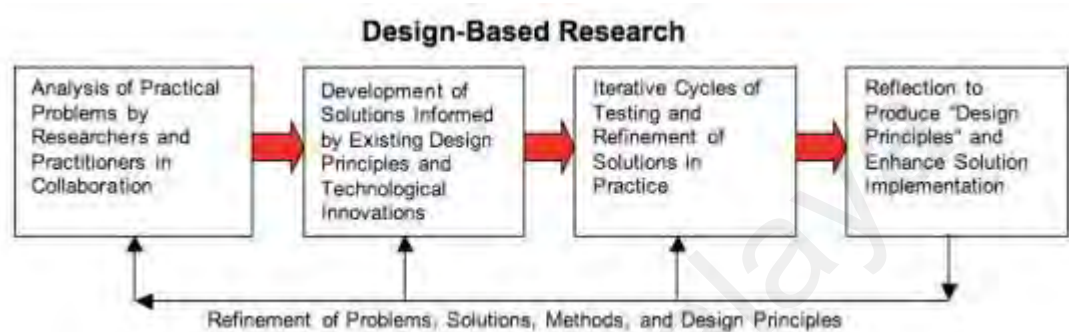 Design-Based Research
Analysis of Practical
Problems by
Researchers and
Practitioners in
Collaboration
Development of
Solutions Informed
by Existing Design
Principles and
Technological
Innovations
Iterative Cycles of
Testing and
Refinement of
Solutions in
Practice
Reflection to
Produce "Design
Principles" and
Enhance Solution
Implementation
Refinement of Problems, Solutions, Methods, and Design Principles
lay